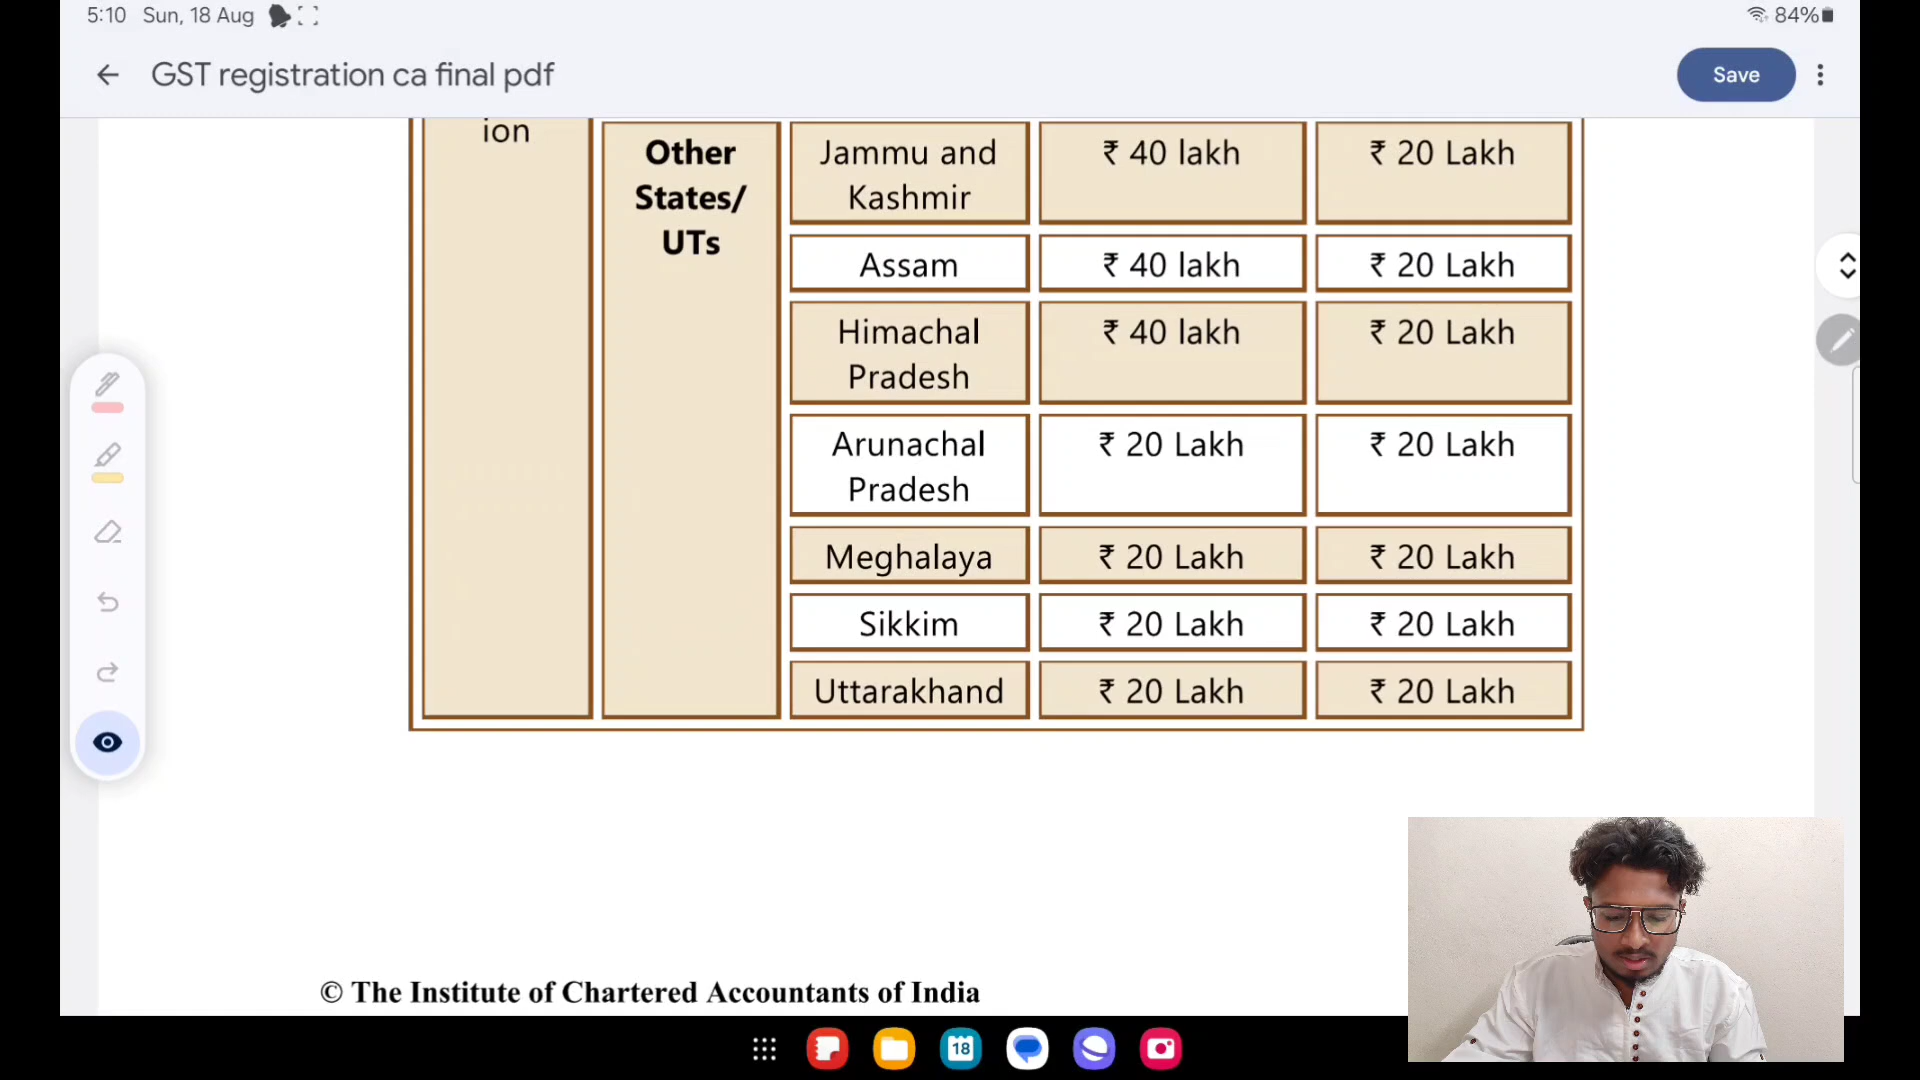 5:10 Sun, 18 Aug
84%
GST registration ca final pdf
Save
ion
Other
States/
UTs
Jammu and
Kashmir
₹ 40 lakh
₹ 20 Lakh
Assam
₹ 40 lakh
₹ 20 Lakh
Himachal
Pradesh
₹ 40 lakh
₹ 20 Lakh
Arunachal
Pradesh
₹ 20 Lakh
₹ 20 Lakh
Meghalaya
₹ 20 Lakh
₹ 20 Lakh
Sikkim
₹ 20 Lakh
₹ 20 Lakh
Uttarakhand
₹ 20 Lakh
₹ 20 Lakh
© The Institute of Chartered Accountants of India
18